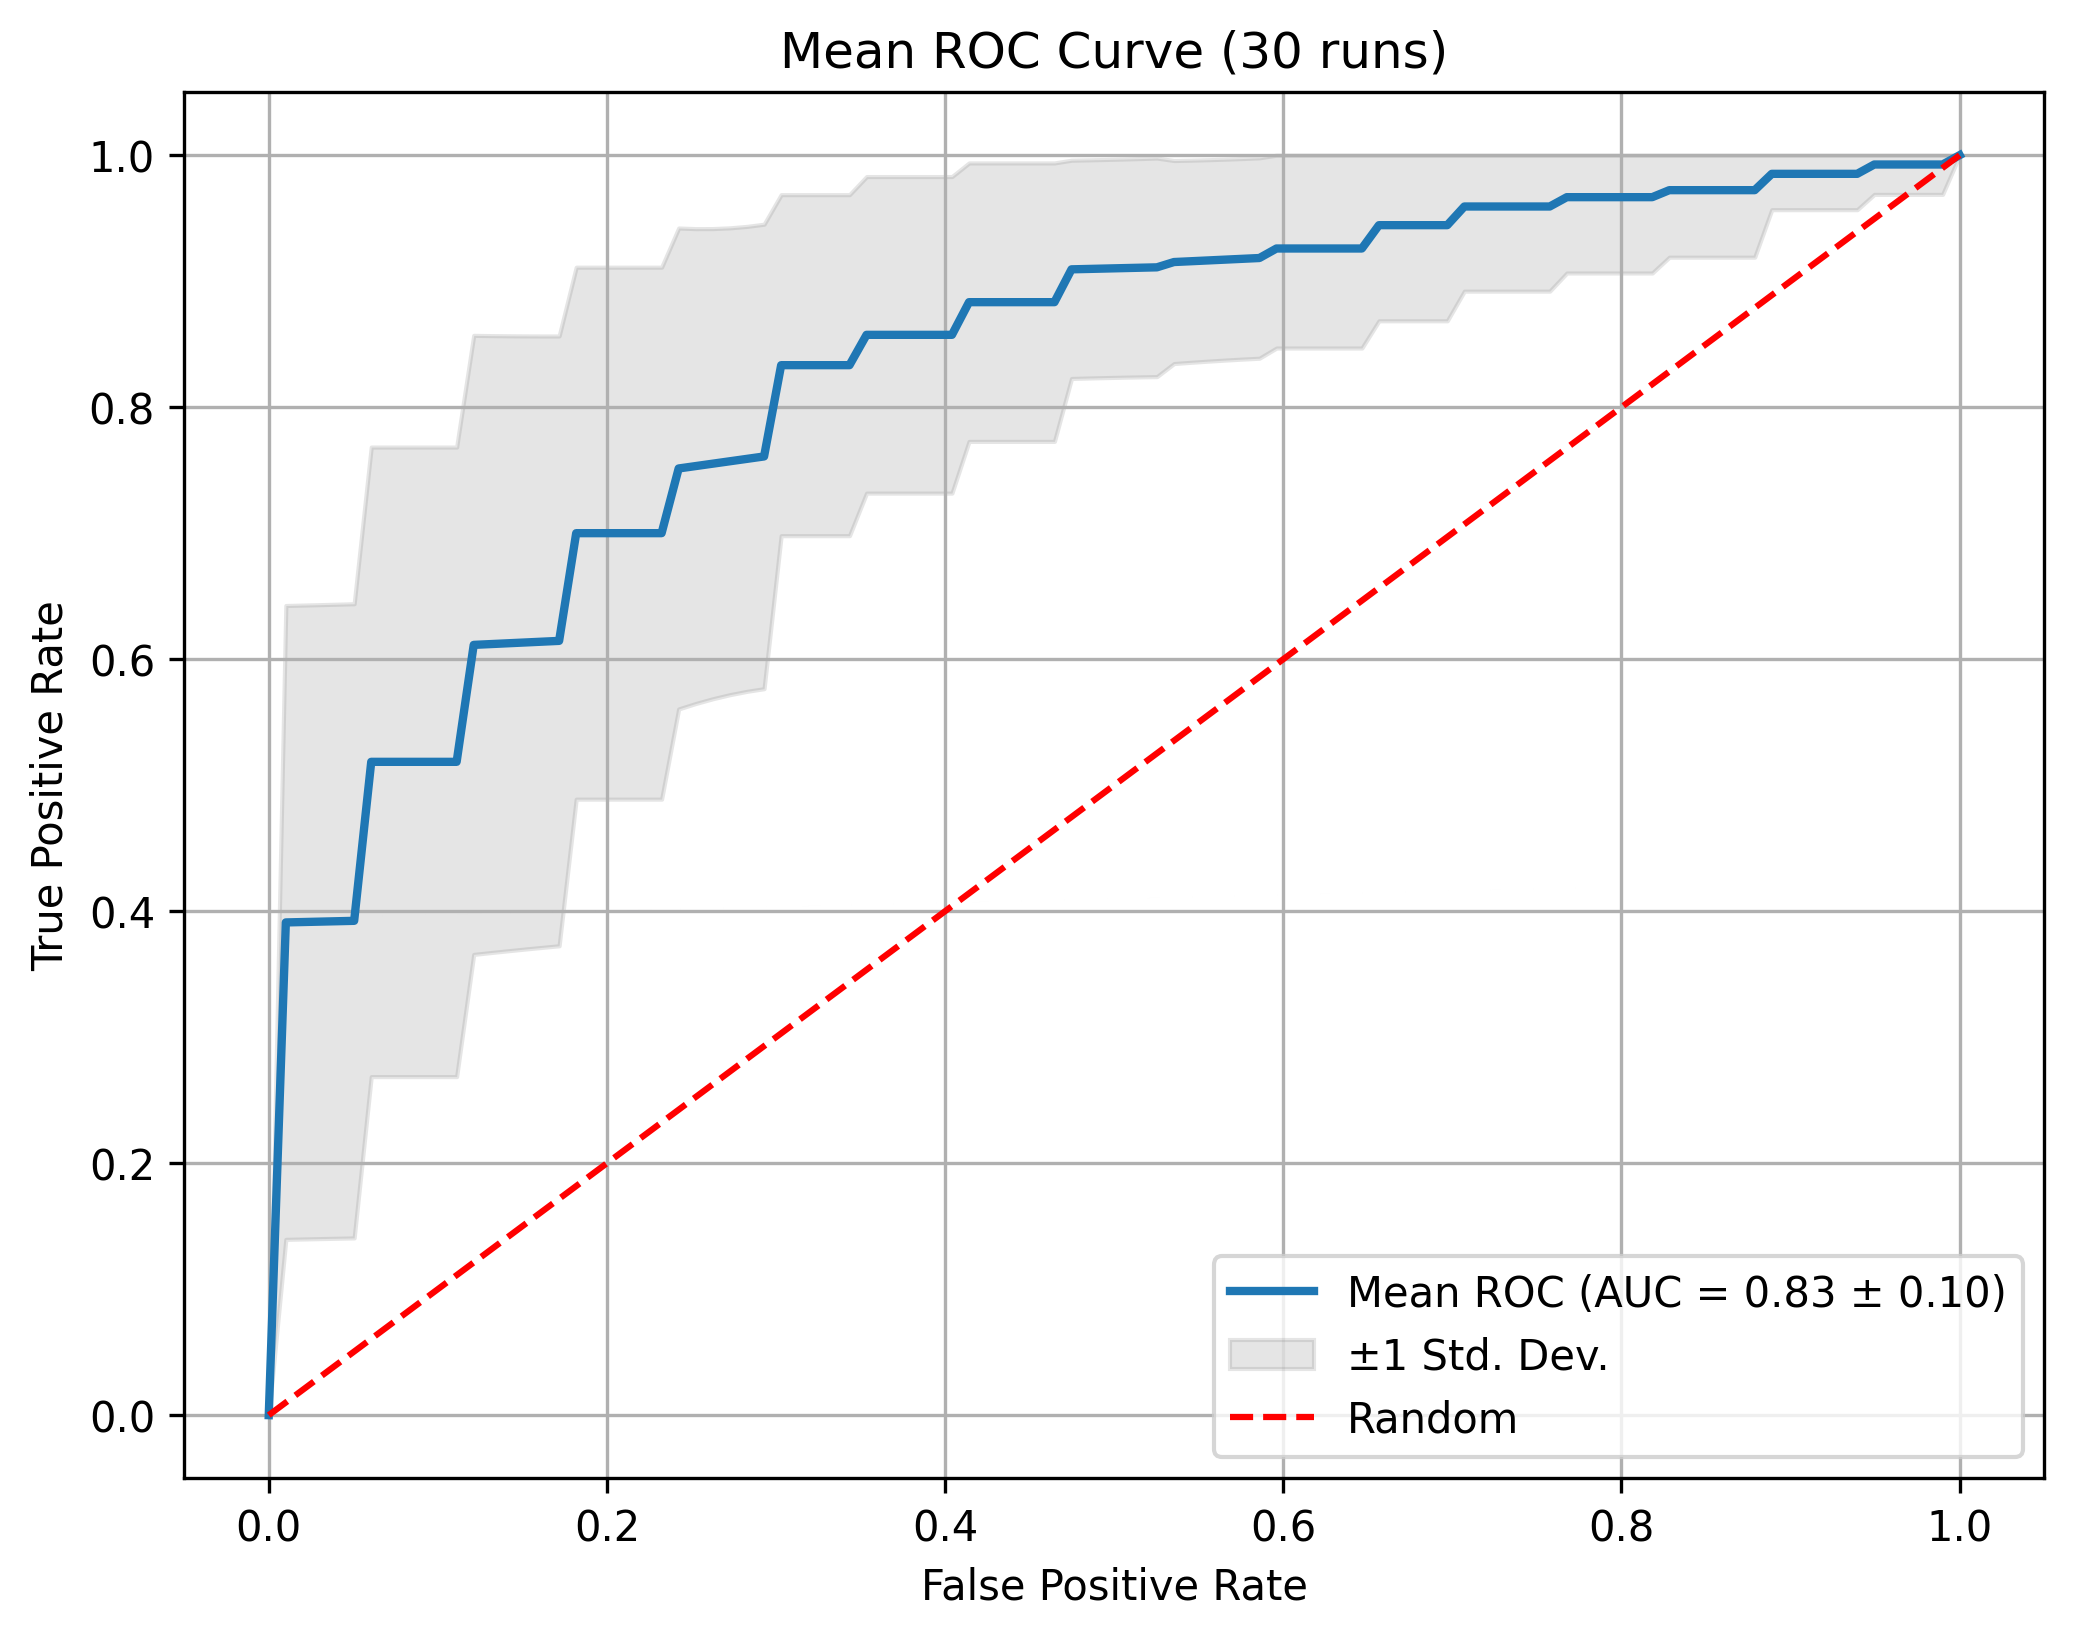 Mean ROC Curve (30 runs)
True Positive Rate
1.0
0.8
0.6
0.4
0.2
0.0
0.0 0.2 0.4 0.6 0.8 1.0
False Positive Rate
Mean ROC (AUC = 0.83 ± 0.10)
±1 Std. Dev.
Random